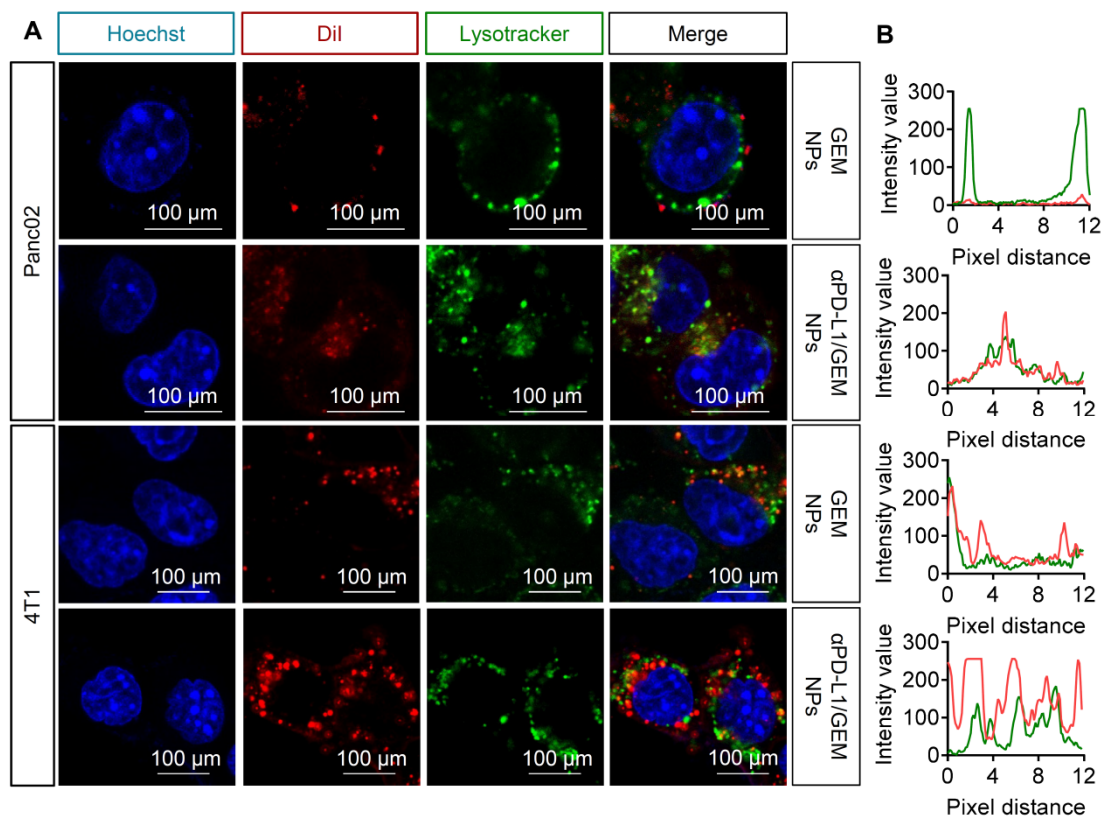 A
Hoechst
DiI
Lysotracker
Merge
B
Panc02
100 µm
100 µm
100 µm
100 µm
GEM
NPs
300
200
100
0
0
12
Intensity value
Pixel distance
100 µm
100 µm
100 µm
100 µm
αPD-L1/GEM
NPs
300
200
100
0
0
4
8
12
Intensity value
Pixel distance
4T1
100 µm
100 µm
100 µm
100 µm
GEM
NPs
300
200
100
0
0
4
8
12
Intensity value
Pixel distance
100 µm
100 µm
100 µm
100 µm
αPD-L1/GEM
NPs
300
200
100
0
0
4
8
12
Intensity value
Pixel distance